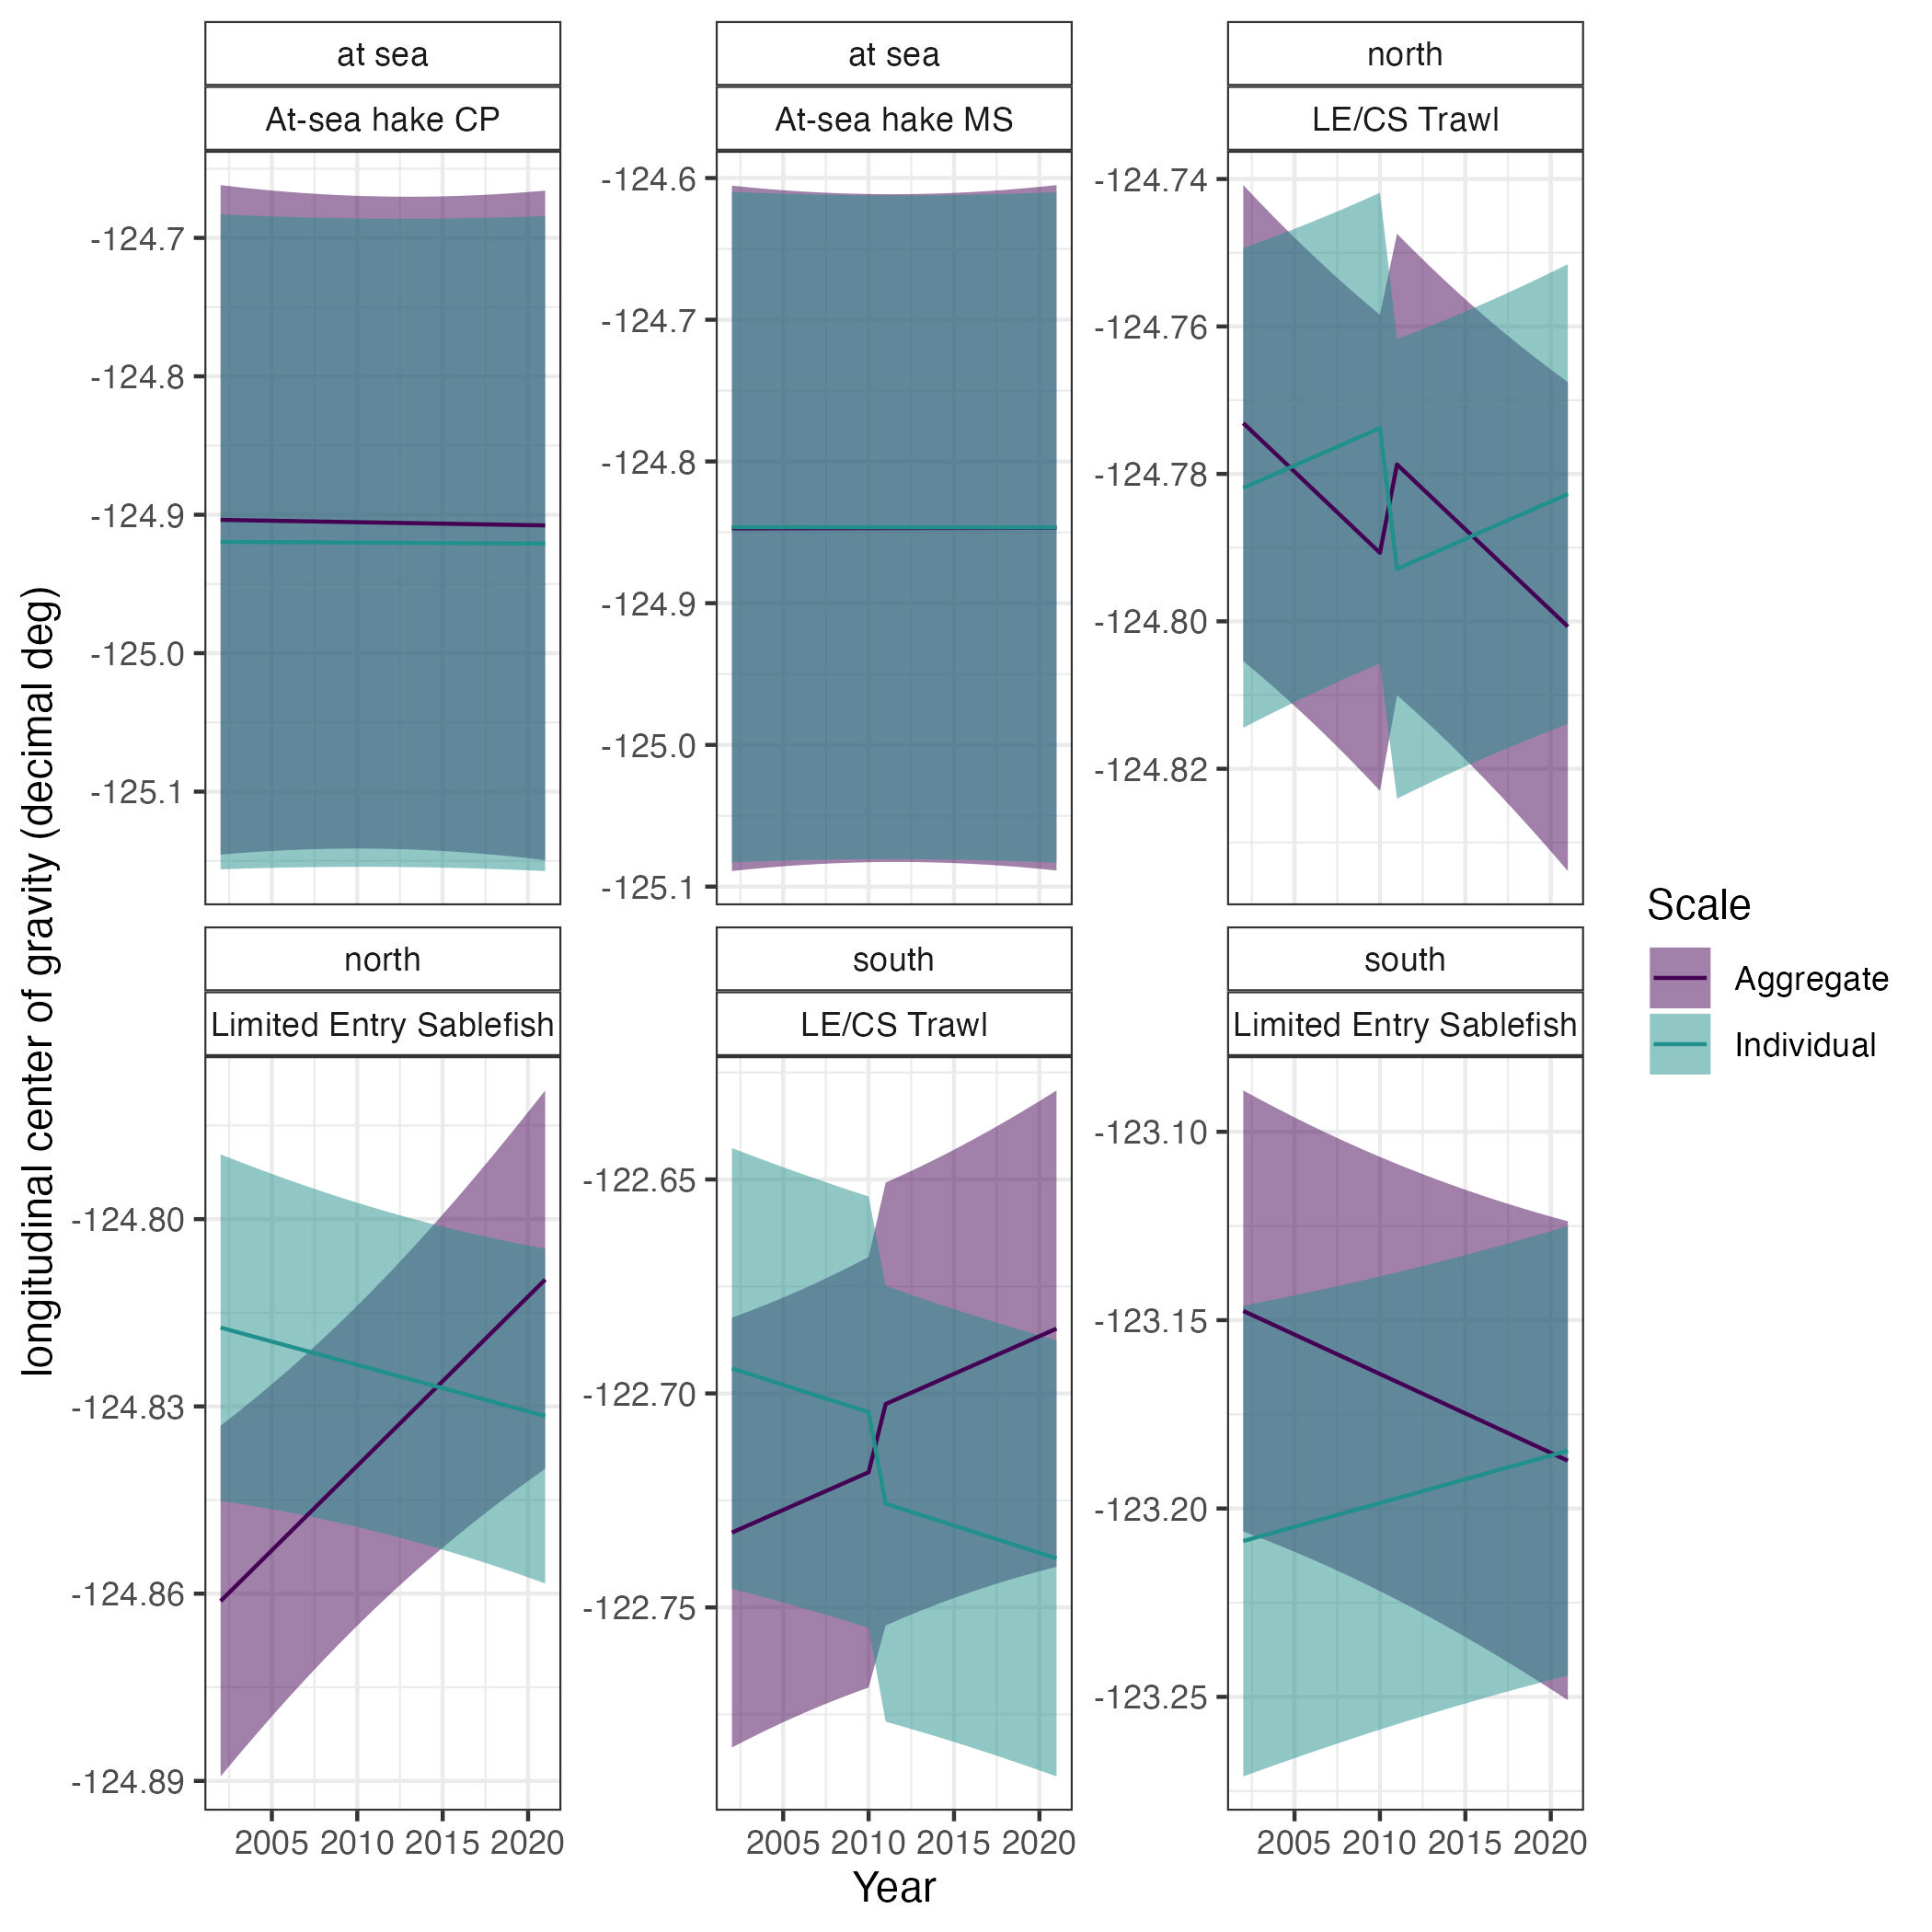 at sea
At-sea hake CP
at sea
At-sea hake MS
north
LE/CS Trawl
-124.7
-124.8
-124.9
-125.0
-125.1
-124.6
-124.7
-124.8
-124.9
-125.0
-125.1
-124.74
-124.76
-124.78
-124.80
-124.82
north
Limited Entry Sablefish
south
LE/CS Trawl
south
Limited Entry Sablefish
-124.80
-124.83
-124.86
-124.89
-122.65
-122.70
-122.75
-123.10
-123.15
-123.20
-123.25
2005 2010 2015 2020
2005 2010 2015 2020
2005 2010 2015 2020
Year
longitudinal center of gravity (decimal deg)
Scale
Aggregate
Individual